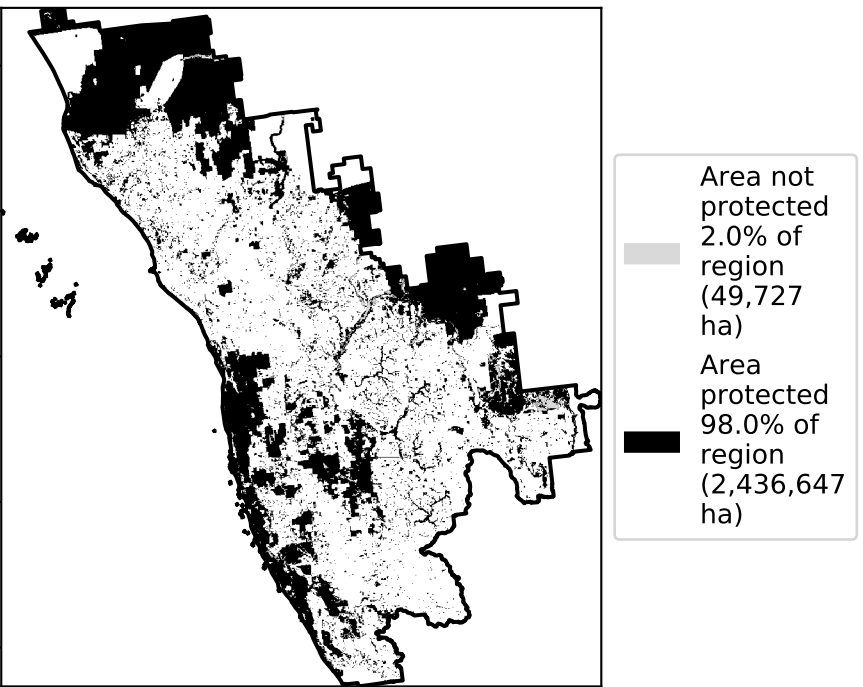 Area not
protected
2.0% of
region
(49,727
ha)
Area
protected
98.0% of
region
(2,436,647
ha)